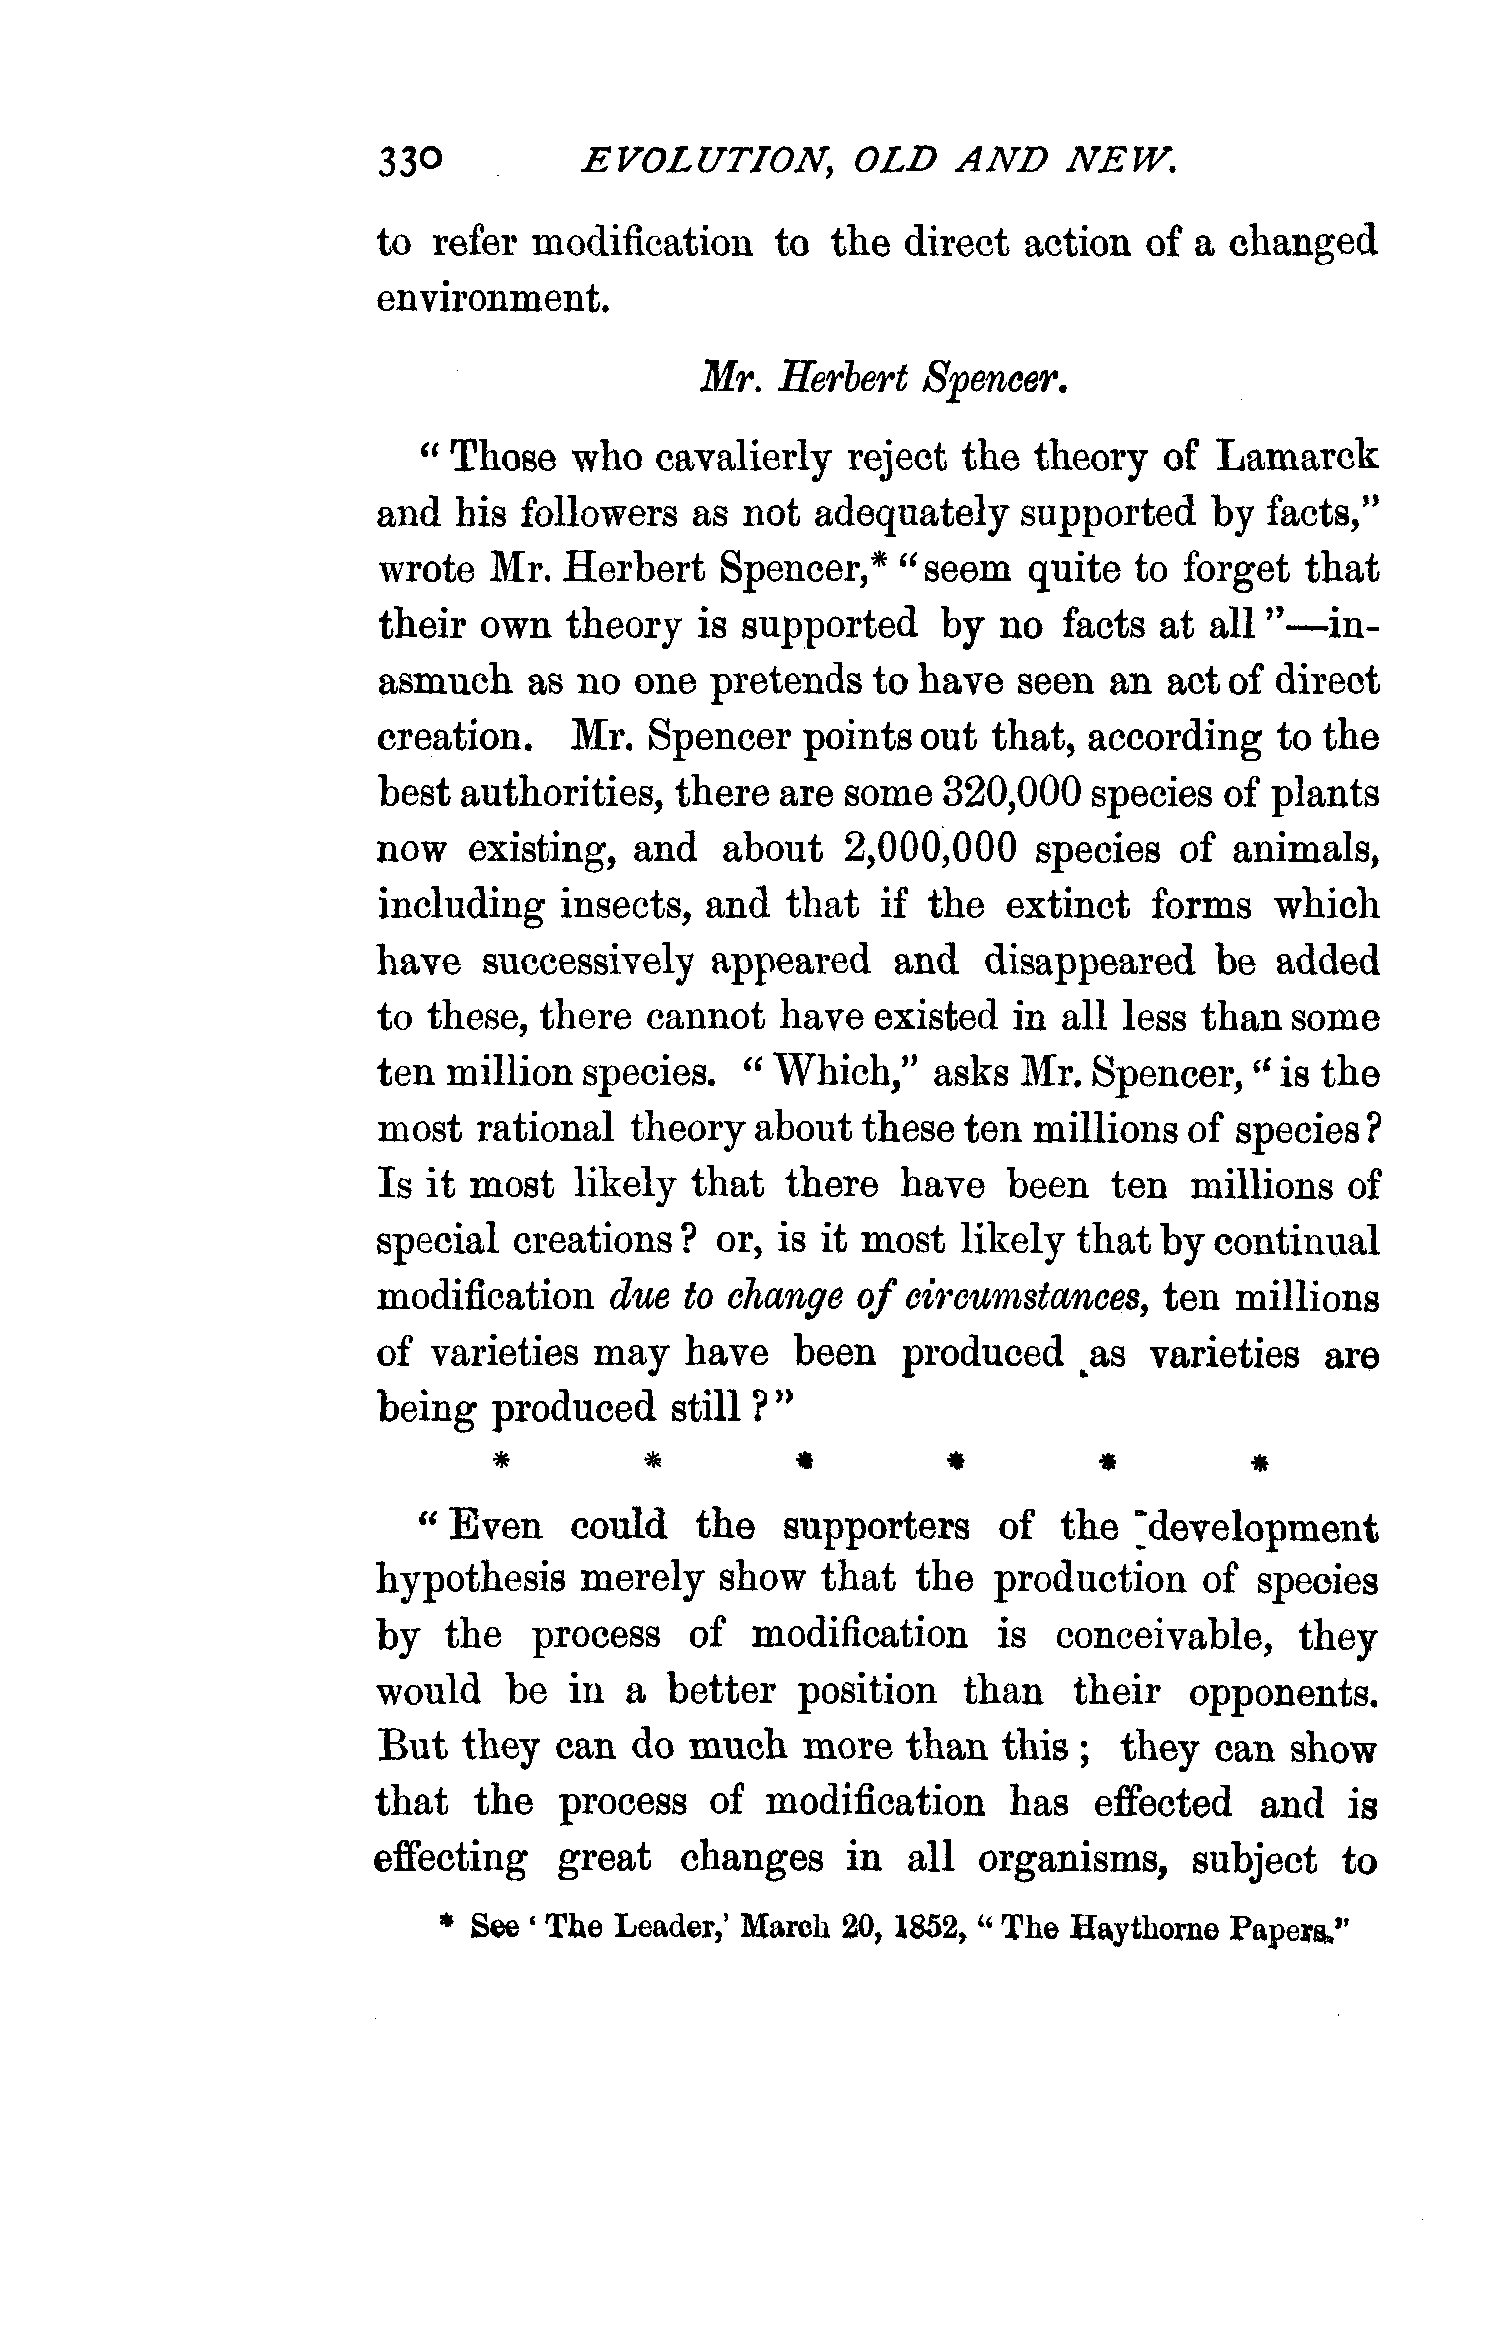 330 EVOLUTION, OLD AND NEW.
to refer modification to the direct action of a changed
environment.
Mr. Herbert Spencer.
“Those who cavalierly reject the theory of Lamarck
and his followers as not adequately supported by facts,”
wrote Mr. Herbert Spencer,* “seem quite to forget that
their own theory is supported by no facts at all”—in-
asmuch as no one pretends to have seen an act of direct
creation. Mr. Spencer points out that, according to the
best authorities, there are some 320,000 species of plants
now existing, and about 2,000,000 species of animals,
including insects, and that if the extinct forms which
have successively appeared and disappeared be added
to these, there cannot have existed in all less than some
ten million species. “Which,” asks Mr. Spencer, “is the
most rational theory about these ten millions of species?
Is it most likely that there have been ten millions of
special creations? or, is it most likely that by continual
modification due to change of circumstances, ten millions
of varieties may have been produced as varieties are
being produced still?”
* * * * * *
“Even could the supporters of the development
hypothesis merely show that the production of species
by the process of modification is conceivable, they
would be in a better position than their opponents.
But they can do much more than this; they can show
that the process of modification has effected and is
effecting great changes in all organisms, subject to
* See ‘The Leader,’ March 20, 1852, “The Haythorne Papers.”